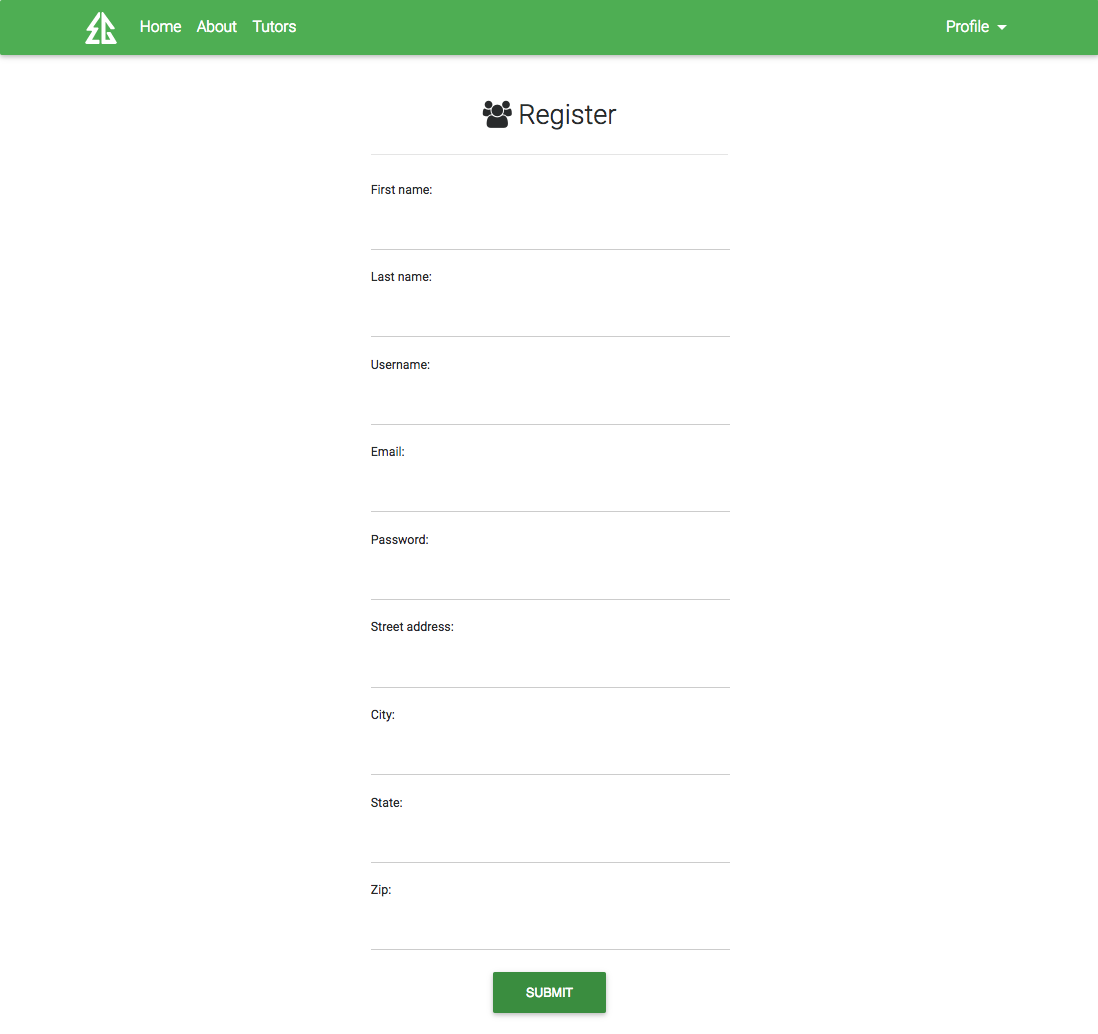 Home About Tutors Profile
Register
First name:
Last name:
Username:
Email:
Password:
Street address:
City:
State:
Zip:
SUBMIT